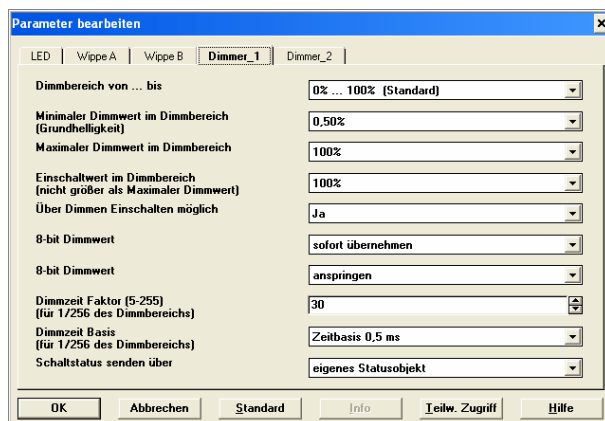 Parameter bearbeiten
LED Wippe A Wippe B Dimmer_1 Dimmer_2
Dimmbereich von ... bis 0% ... 100% (Standard)
Minimaler Dimmwert im Dimmbereich
(Grundhelligkeit) 0,50%
Maximaler Dimmwert im Dimmbereich 100%
Einschaltwert im Dimmbereich
(nicht größer als Maximaler Dimmwert) 100%
Über Dimmen Einschalten möglich Ja
8-bit Dimmwert sofort übernehmen
8-bit Dimmwert anspringen
Dimmzeit Faktor (5-255)
(für 1/256 des Dimmbereichs) 30
Dimmzeit Basis
(für 1/256 des Dimmbereichs) Zeitbasis 0,5 ms
Schaltstatus senden über eigenes Statusobjekt
OK Abbrechen Standard Info Teilw. Zugriff Hilfe